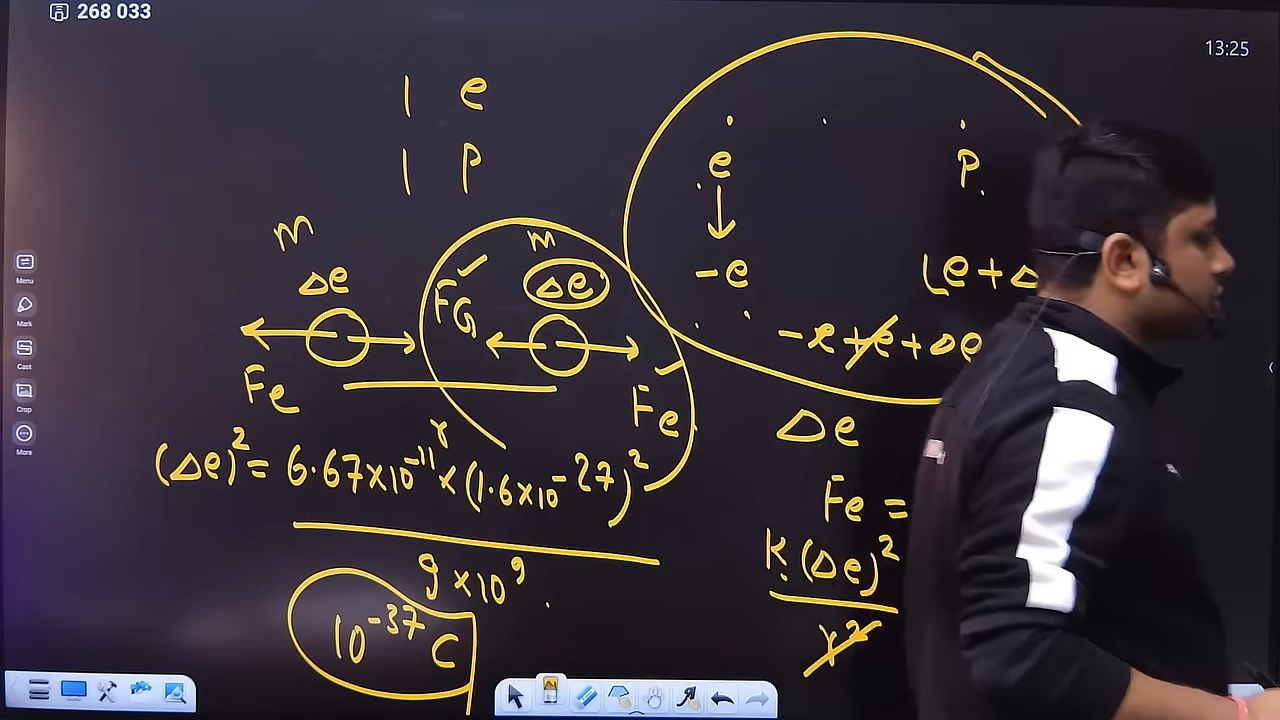 268 033
13:25
1 e
1 p
e
p
m
m
Δe
Δe
-e
(e+Δ
FG
-e+e+Δe
Fe
Fe
Δe
r
(Δe)²= 6.67×10⁻¹¹×(1.6×10⁻²⁷)²
9×10⁹
Fe =
K(Δe)²
r²
10⁻³⁷ C
Menu
Mark
Cast
Crop
More